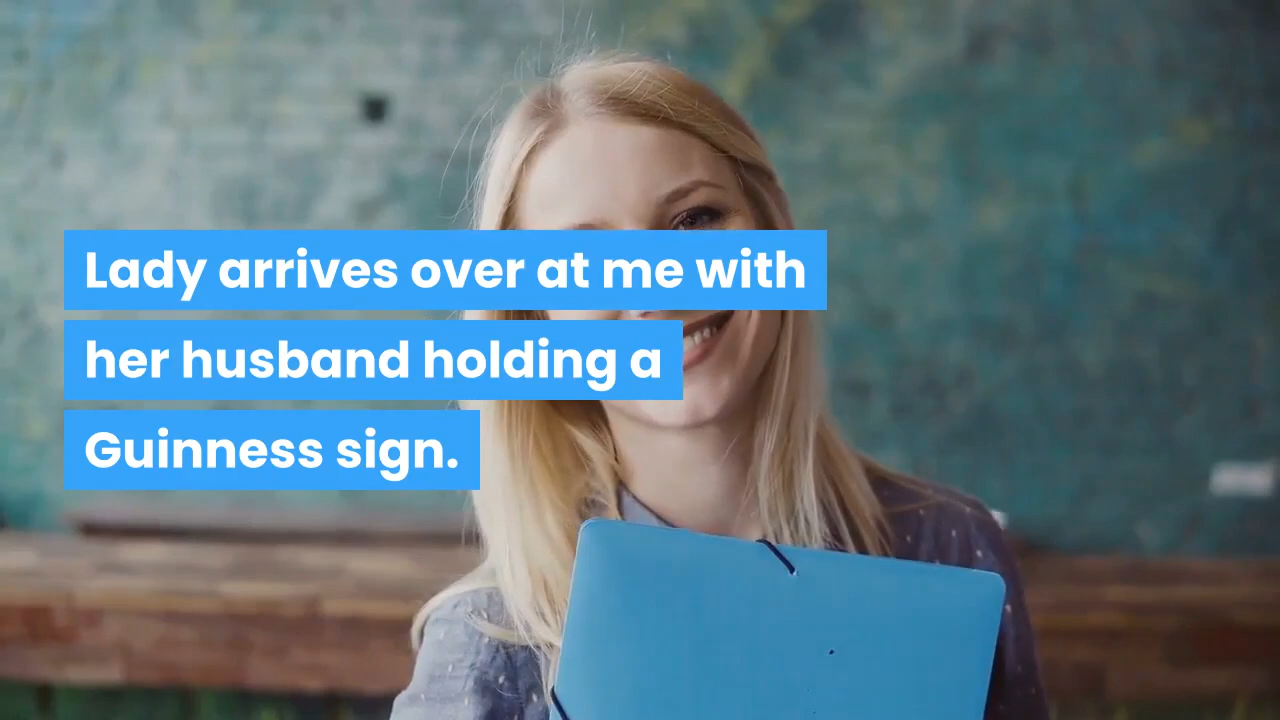 Lady arrives over at me with
her husband holding a
Guinness sign.